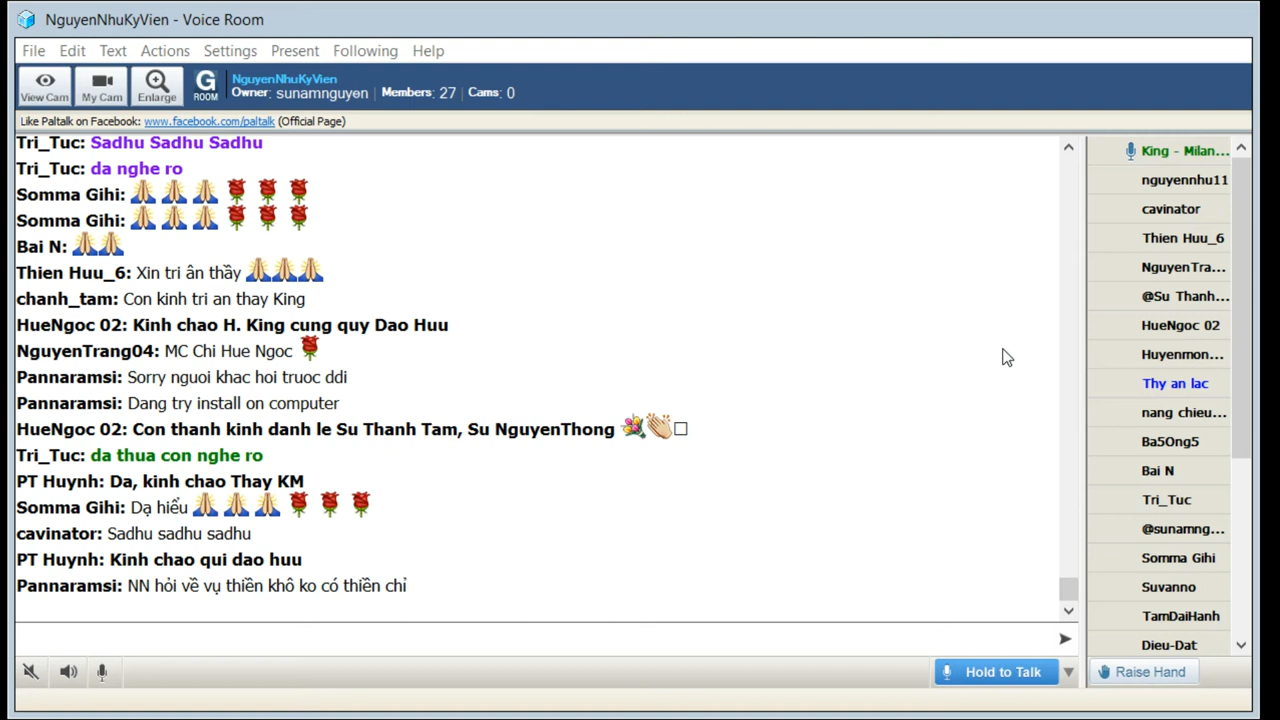 NguyenNhuKyVien - Voice Room
File Edit Text Actions Settings Present Following Help
View Cam My Cam Enlarge G ROOM
NguyenNhuKyVien
Owner: sunamnguyen Members: 27 Cams: 0
Like Paltalk on Facebook: www.facebook.com/paltalk (Official Page)
Tri_Tuc: Sadhu Sadhu Sadhu
Tri_Tuc: da nghe ro
Somma Gihi: 🙏 🙏 🙏 🌹 🌹 🌹
Somma Gihi: 🙏 🙏 🙏 🌹 🌹 🌹
Bai N: 🙏🙏
Thien Huu_6: Xin tri ân thầy 🙏🙏🙏
chanh_tam: Con kinh tri an thay King
HueNgoc 02: Kinh chao H. King cung quy Dao Huu
NguyenTrang04: MC Chi Hue Ngoc 🌹
Pannaramsi: Sorry nguoi khac hoi truoc ddi
Pannaramsi: Dang try install on computer
HueNgoc 02: Con thanh kinh danh le Su Thanh Tam, Su NguyenThong 💐👏□
Tri_Tuc: da thua con nghe ro
PT Huynh: Da, kinh chao Thay KM
Somma Gihi: Dạ hiểu 🙏 🙏 🙏 🌹 🌹 🌹
cavinator: Sadhu sadhu sadhu
PT Huynh: Kinh chao qui dao huu
Pannaramsi: NN hỏi về vụ thiền khô ko có thiền chỉ
King - Milan...
nguyennhu11
cavinator
Thien Huu_6
NguyenTra...
@Su Thanh...
HueNgoc 02
Huyenmon...
Thy an lac
nang chieu...
Ba5Ong5
Bai N
Tri_Tuc
@sunamng...
Somma Gihi
Suvanno
TamDaiHanh
Dieu-Dat
Hold to Talk
Raise Hand